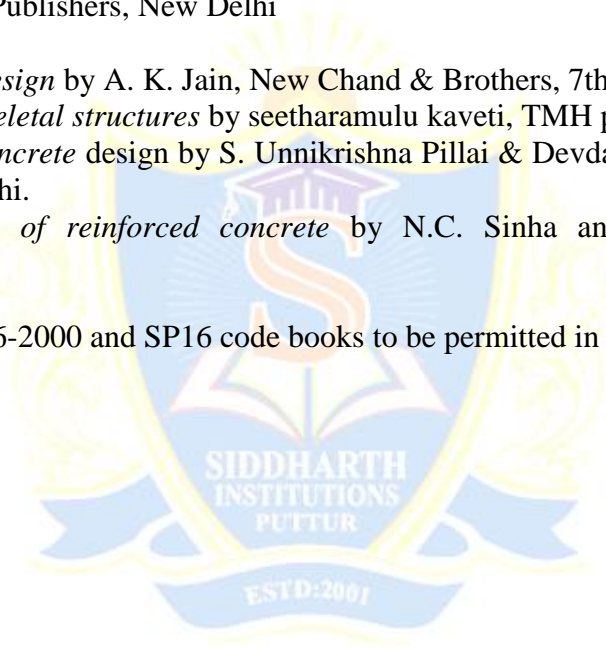 Publishers, New Delhi
esign by A. K. Jain, New Chand & Brothers, 7th
eletal structures by seetharamulu kaveti, TMH p
ncrete design by S. Unnikrishna Pillai & Devda
hi.
of reinforced concrete by N.C. Sinha an
6-2000 and SP16 code books to be permitted in
SIDDHARTH
INSTITUTIONS
PUTTUR
ESTD:2001